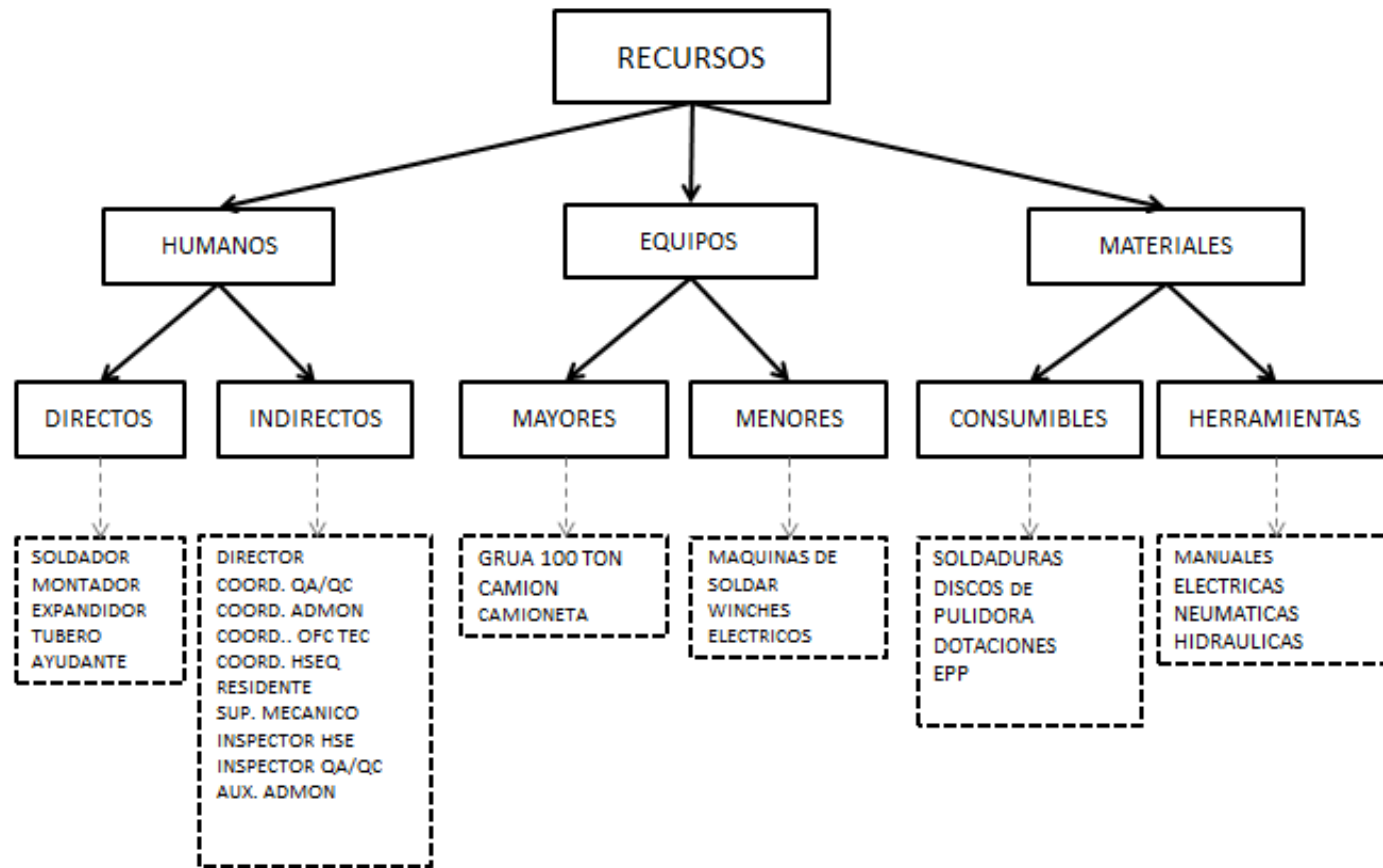 RECURSOS
HUMANOS
EQUIPOS
MATERIALES
DIRECTOS
INDIRECTOS
MAYORES
MENORES
CONSUMIBLES
HERRAMIENTAS
SOLDADOR
MONTADOR
EXPANDIDOR
TUBERO
AYUDANTE
DIRECTOR
COORD. QA/QC
COORD. ADMON
COORD.. OFC TEC
COORD. HSEQ
RESIDENTE
SUP. MECANICO
INSPECTOR HSE
INSPECTOR QA/QC
AUX. ADMON
GRUA 100 TON
CAMION
CAMIONETA
MAQUINAS DE
SOLDAR
WINCHES
ELECTRICOS
SOLDADURAS
DISCOS DE
PULIDORA
DOTACIONES
EPP
MANUALES
ELECTRICAS
NEUMATICAS
HIDRAULICAS